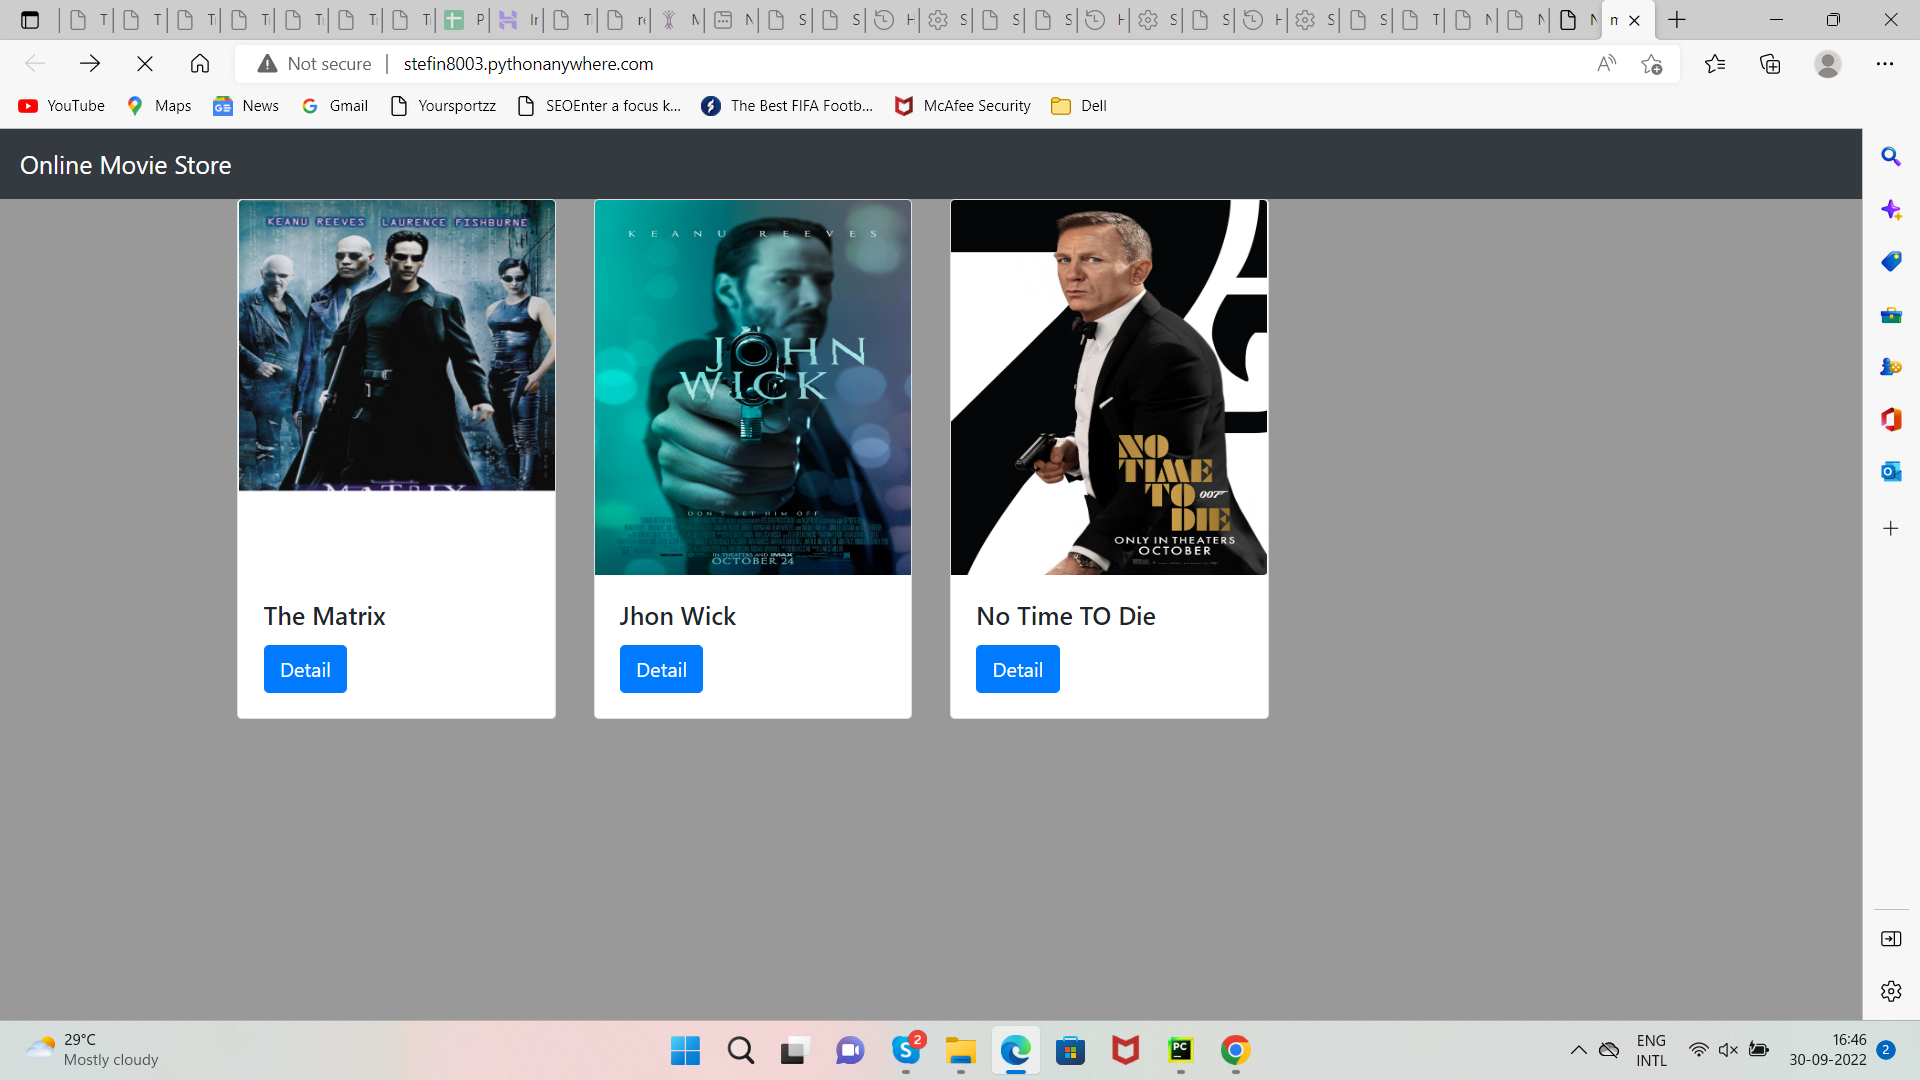 Not secure stefin8003.pythonanywhere.com
YouTube Maps News Gmail Yoursportzz SEOEnter a focus k... The Best FIFA Footb... McAfee Security Dell
Online Movie Store
KEANU REEVES LAURENCE FISHBURNE
MATRIX
KEANU REEVES
JOHN
WICK
DON'T SET HIM OFF
IN THEATERS AND IMAX
OCTOBER 24
NO
TIME
TO
007
DIE
ONLY IN THEATERS
OCTOBER
The Matrix
Detail
Jhon Wick
Detail
No Time TO Die
Detail
29°C
Mostly cloudy
2
PC
ENG
INTL
16:46
30-09-2022
2